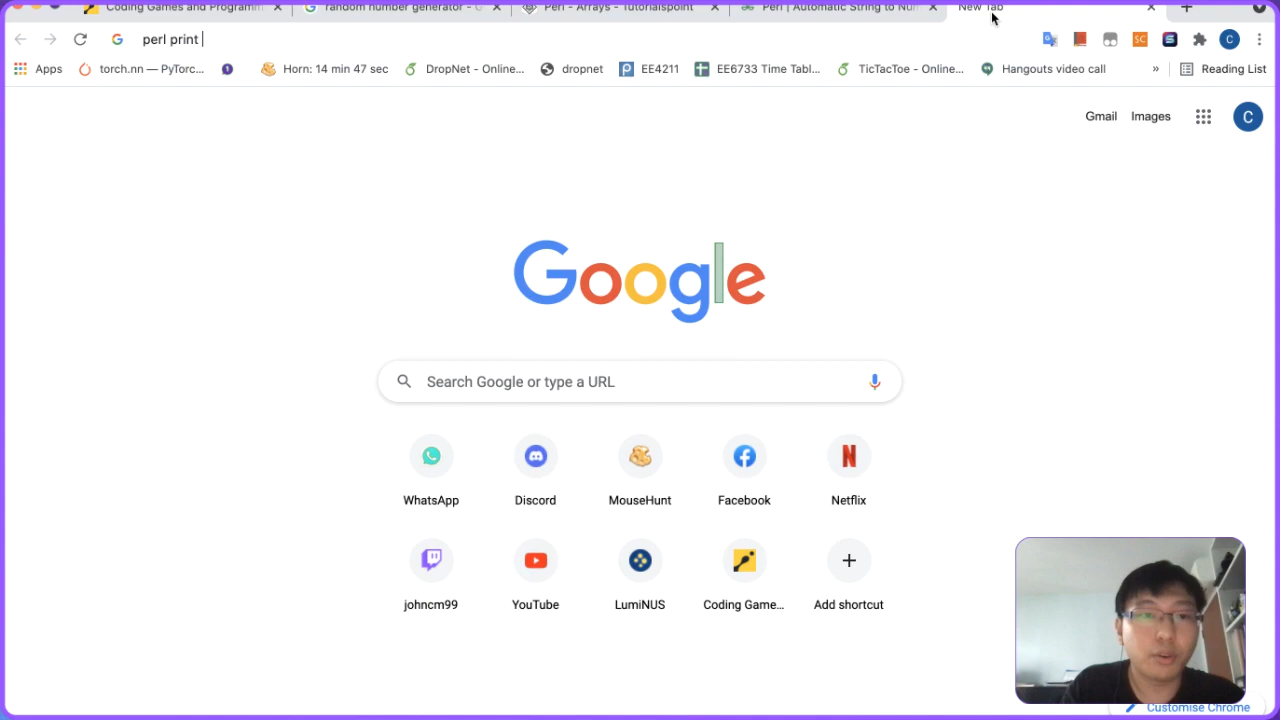 Coding Games and Programm
random number generator - G
Perl - Arrays - Tutorialspoint
Perl | Automatic String to Num
New Tab
perl print
Apps
torch.nn — PyTorc...
Horn: 14 min 47 sec
DropNet - Online...
dropnet
EE4211
EE6733 Time Tabl...
TicTacToe - Online...
Hangouts video call
»
Reading List
Gmail
Images
C
Google
Search Google or type a URL
WhatsApp
Discord
MouseHunt
Facebook
Netflix
johncm99
YouTube
LumiNUS
Coding Game...
Add shortcut
Customise Chrome